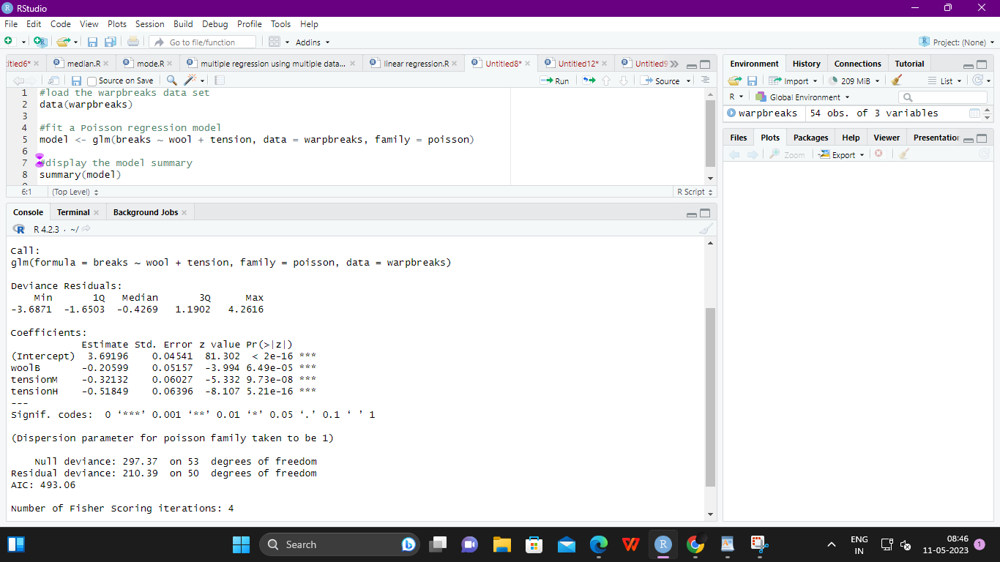 RStudio
File Edit Code View Plots Session Build Debug Profile Tools Help
Go to file/function Addins Project: (None)
:itled6* median.R mode.R multiple regression using multiple data... linear regression.R Untitled8* Untitled12* Untitled9
Source on Save Run Source
1 #load the warpbreaks data set
2 data(warpbreaks)
3
4 #fit a Poisson regression model
5 model <- glm(breaks ~ wool + tension, data = warpbreaks, family = poisson)
6
7 #display the model summary
8 summary(model)
6:1 (Top Level) R Script
Console Terminal Background Jobs
R 4.2.3 · ~/
Call:
glm(formula = breaks ~ wool + tension, family = poisson, data = warpbreaks)
Deviance Residuals:
Min 1Q Median 3Q Max
-3.6871 -1.6503 -0.4269 1.1902 4.2616
Coefficients:
Estimate Std. Error z value Pr(>|z|)
(Intercept) 3.69196 0.04541 81.302 < 2e-16 ***
woolB -0.20599 0.05157 -3.994 6.49e-05 ***
tensionM -0.32132 0.06027 -5.332 9.73e-08 ***
tensionH -0.51849 0.06396 -8.107 5.21e-16 ***
---
Signif. codes: 0 ‘***’ 0.001 ‘**’ 0.01 ‘*’ 0.05 ‘.’ 0.1 ‘ ’ 1
(Dispersion parameter for poisson family taken to be 1)
Null deviance: 297.37 on 53 degrees of freedom
Residual deviance: 210.39 on 50 degrees of freedom
AIC: 493.06
Number of Fisher Scoring iterations: 4
Environment History Connections Tutorial
Import 209 MiB List
R Global Environment
warpbreaks 54 obs. of 3 variables
Files Plots Packages Help Viewer Presentation
Zoom Export
Search
ENG
IN
08:46
11-05-2023
1